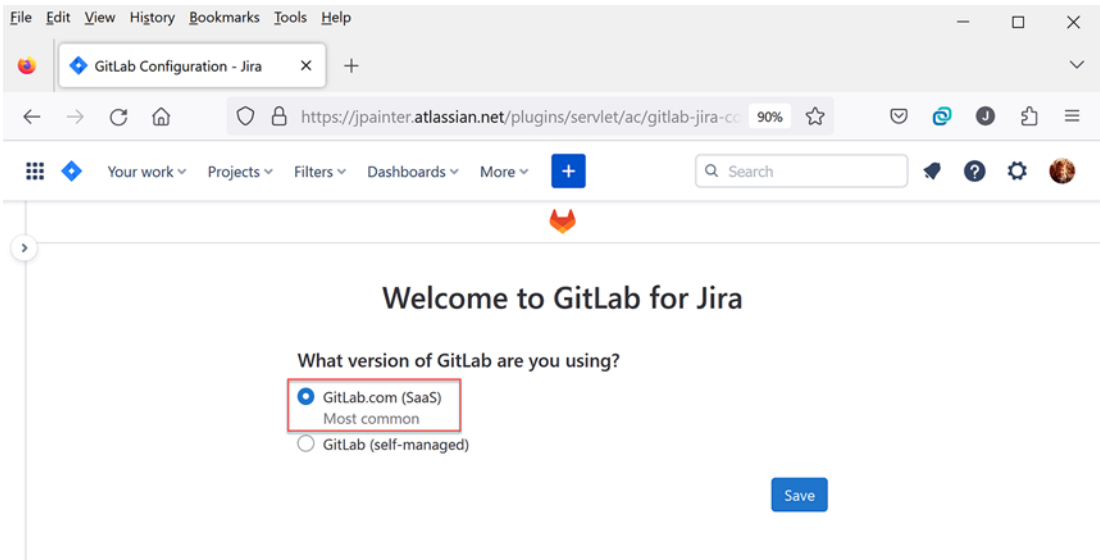 File Edit View History Bookmarks Tools Help
GitLab Configuration - Jira
https://jpainter.atlassian.net/plugins/servlet/ac/gitlab-jira-co 90% J
Your work Projects Filters Dashboards More + Search
Welcome to GitLab for Jira
What version of GitLab are you using?
GitLab.com (SaaS)
Most common
GitLab (self-managed)
Save